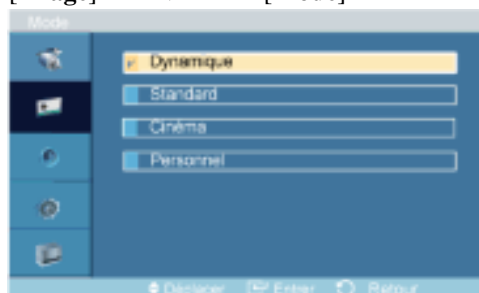 Mode
Dynamique
Standard
Cinéma
Personnel
Déplacer Entrer Retour